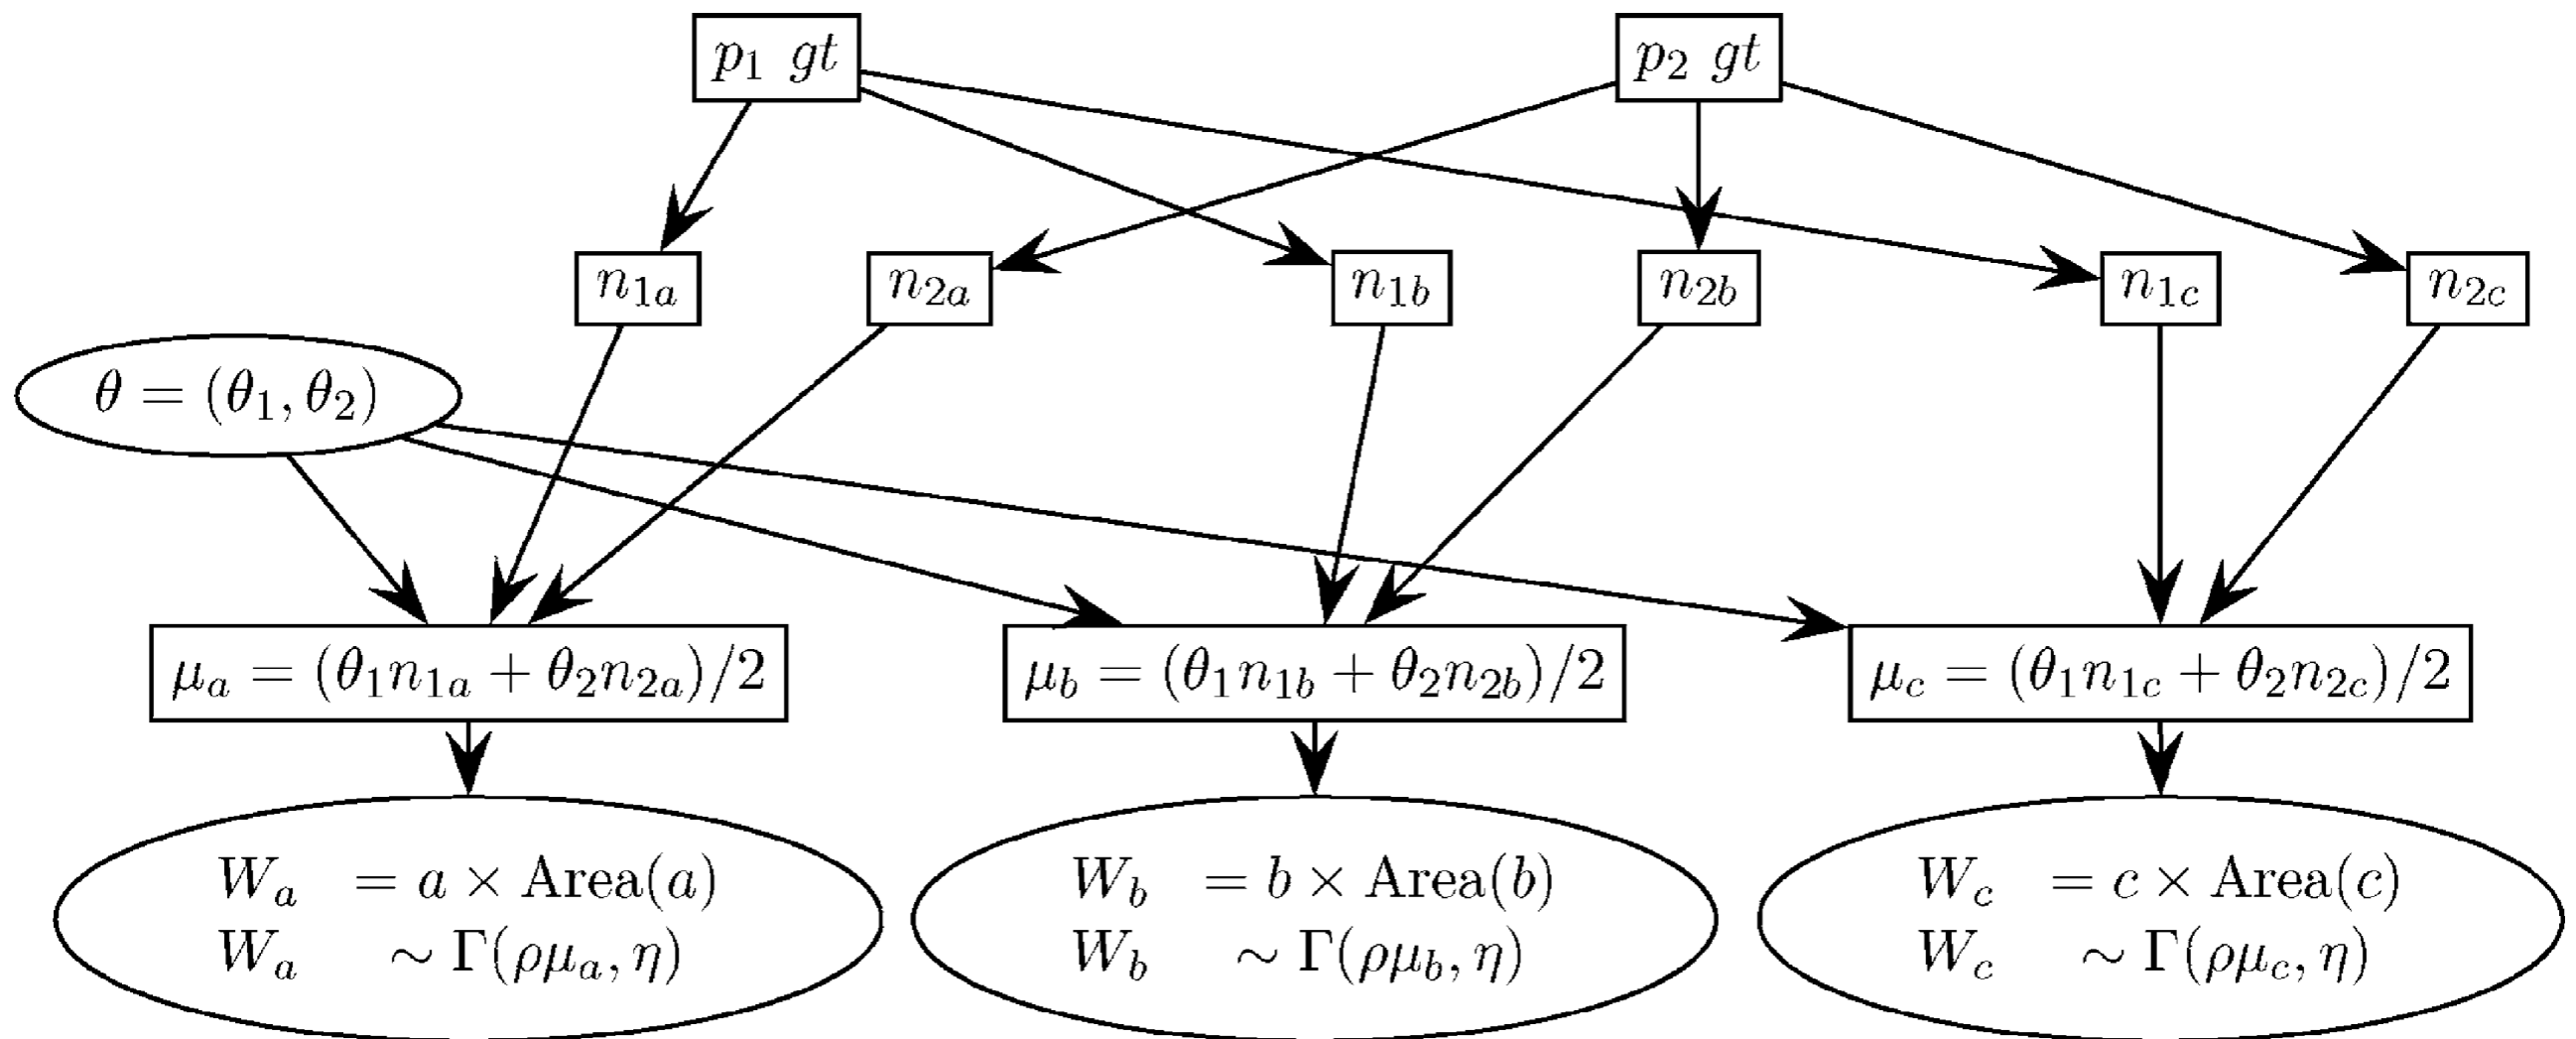 p₁ gt
p₂ gt
n₁ₐ
n₂ₐ
n₁b
n₂b
n₁c
n₂c
θ = (θ₁, θ₂)
μₐ = (θ₁n₁ₐ + θ₂n₂ₐ)/2
μb = (θ₁n₁b + θ₂n₂b)/2
μc = (θ₁n₁c + θ₂n₂c)/2
Wₐ = a × Area(a)
Wₐ ∼ Γ(ρμₐ, η)
Wb = b × Area(b)
Wb ∼ Γ(ρμb, η)
Wc = c × Area(c)
Wc ∼ Γ(ρμc, η)